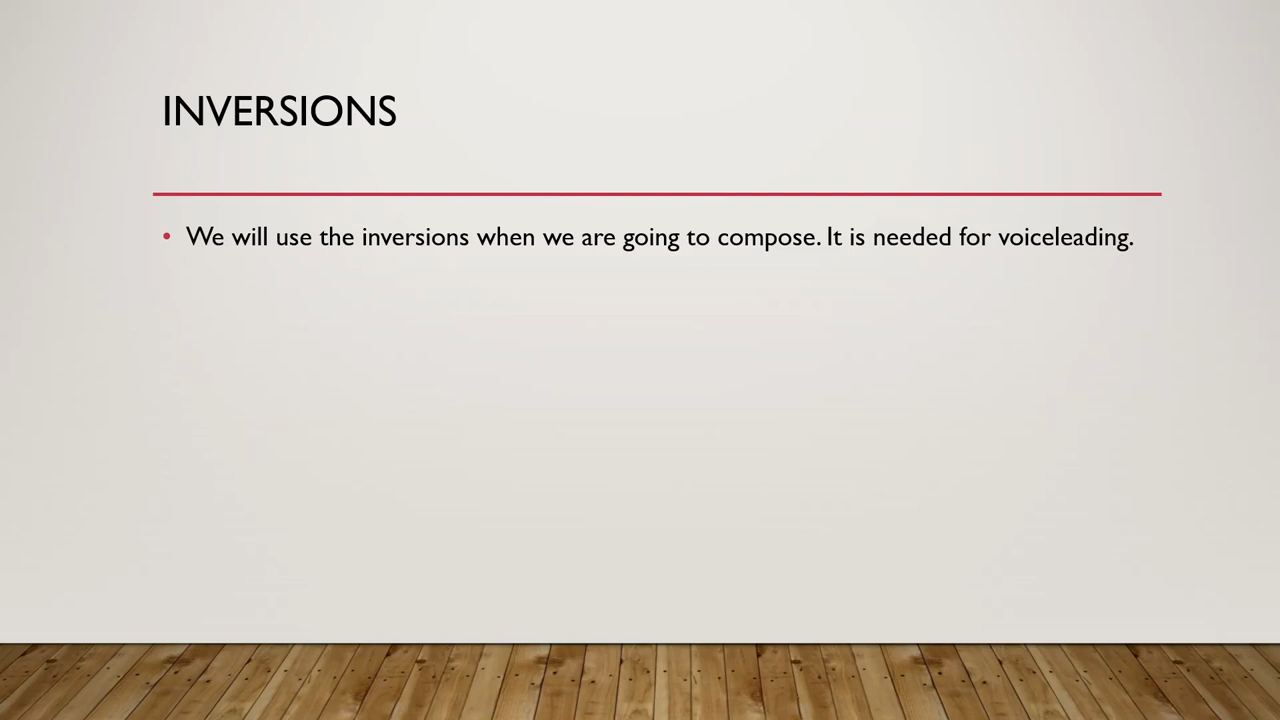 INVERSIONS
• We will use the inversions when we are going to compose. It is needed for voiceleading.